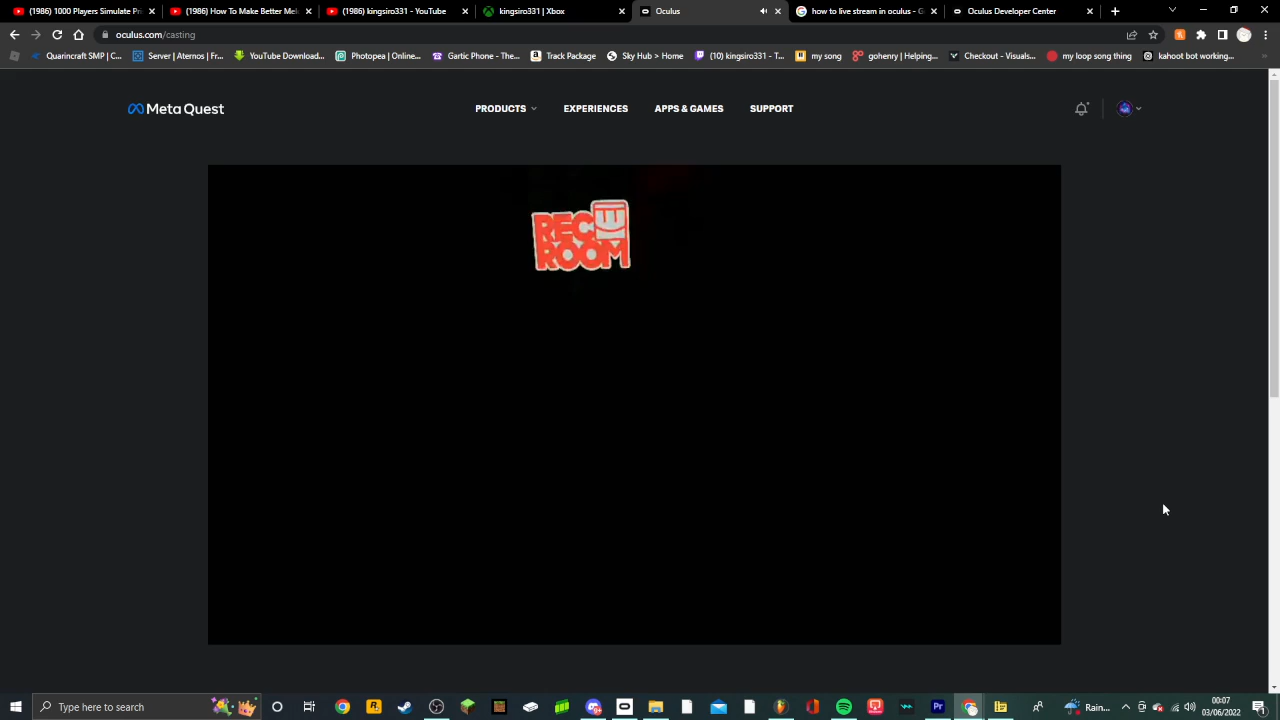 (1986) 1000 Players Simulate Pri
(1986) How To Make Better Mel
(1986) kingsiro331 - YouTube
kingsiro331 | Xbox
Oculus
how to live stream in oculus - G
Oculus Developer Center
oculus.com/casting
Quarincraft SMP | C...
Server | Aternos | Fr...
YouTube Download...
Photopea | Online...
Gartic Phone - The...
Track Package
Sky Hub > Home
(10) kingsiro331 - T...
my song
gohenry | Helping...
Checkout - Visuals...
my loop song thing
kahoot bot working...
Meta Quest
PRODUCTS
EXPERIENCES
APPS & GAMES
SUPPORT
REC
ROOM
Type here to search
Rain...
00:07
03/06/2022